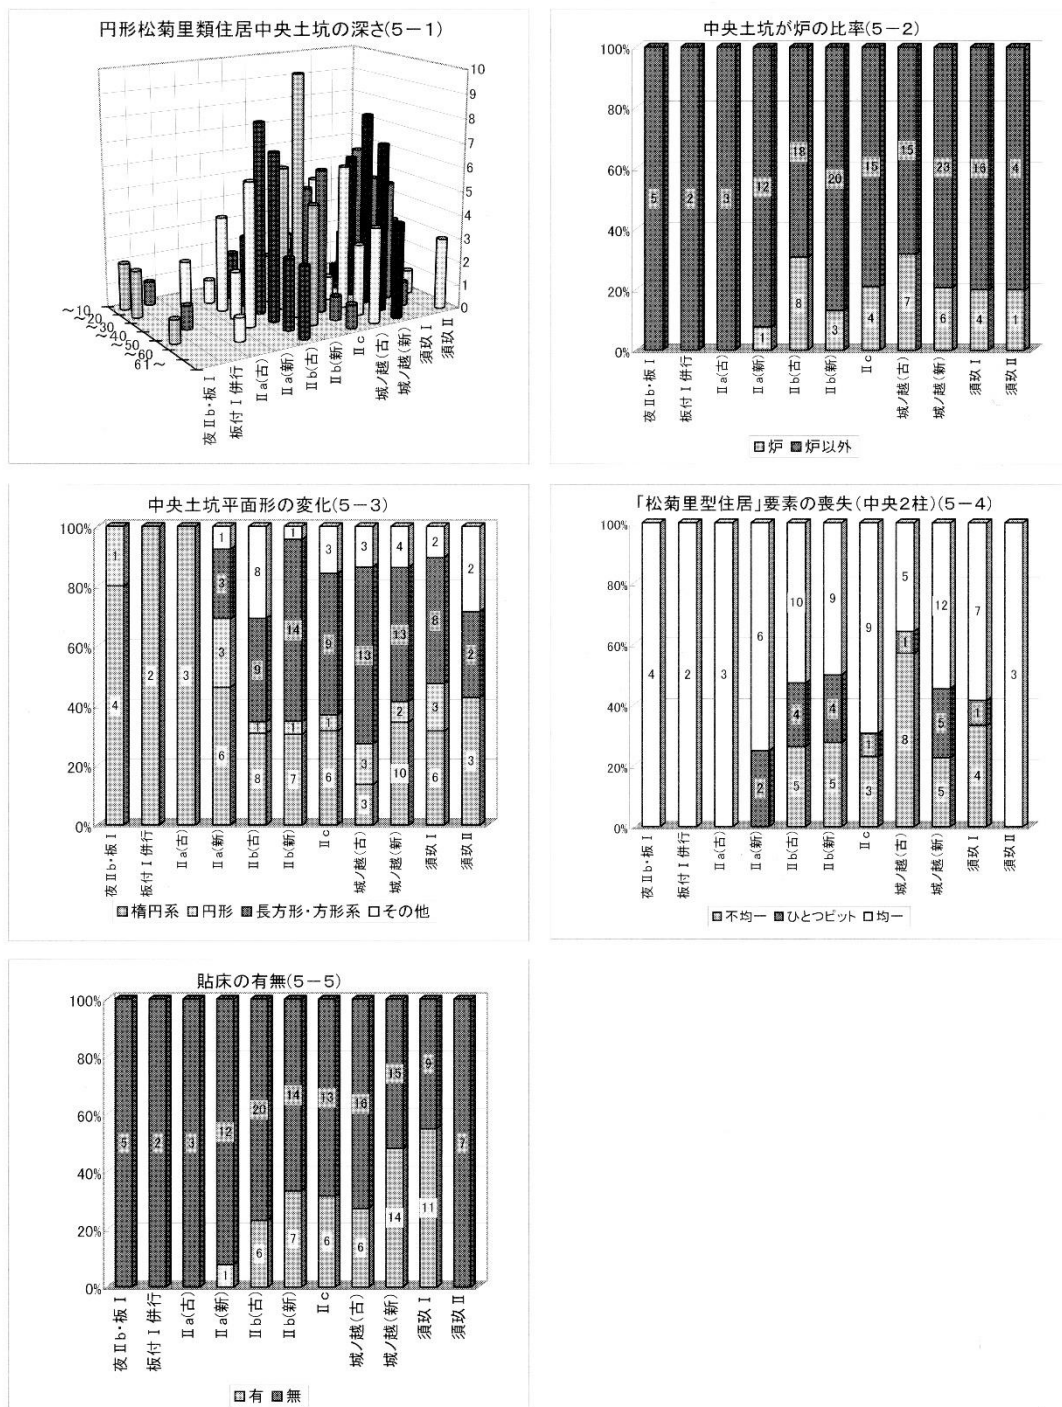 円形松菊里類住居中央土坑の深さ(5－1)
10
9
8
7
6
5
4
3
2
1
0
～10
～20
～30
～40
～50
～60
61～
夜Ⅱb・板Ⅰ
板付Ⅰ併行
Ⅱa(古)
Ⅱa(新)
Ⅱb(古)
Ⅱb(新)
Ⅱc
城ノ越(古)
城ノ越(新)
須玖Ⅰ
須玖Ⅱ
中央土坑が炉の比率(5－2)
100%
80%
60%
40%
20%
0%
5 2 3 12 18 20 15 15 23 16 4
1 8 3 4 7 6 4 1
夜Ⅱb・板Ⅰ
板付Ⅰ併行
Ⅱa(古)
Ⅱa(新)
Ⅱb(古)
Ⅱb(新)
Ⅱc
城ノ越(古)
城ノ越(新)
須玖Ⅰ
須玖Ⅱ
炉 炉以外
中央土坑平面形の変化(5－3)
100%
80%
60%
40%
20%
0%
1 1 8 1 3 3 4 2 2
3 9 14 9 13 13 8 2
3 1 1 1 3 2 3
4 2 3 6 8 7 6 3 10 6 3
夜Ⅱb・板Ⅰ
板付Ⅰ併行
Ⅱa(古)
Ⅱa(新)
Ⅱb(古)
Ⅱb(新)
Ⅱc
城ノ越(古)
城ノ越(新)
須玖Ⅰ
須玖Ⅱ
楕円系 円形 長方形・方形系 その他
「松菊里型住居」要素の喪失(中央2柱)(5－4)
100%
80%
60%
40%
20%
0%
4 2 3 6 10 9 9 5 12 7 3
2 4 4 1 1 5 1
5 5 3 8 5 4
夜Ⅱb・板Ⅰ
板付Ⅰ併行
Ⅱa(古)
Ⅱa(新)
Ⅱb(古)
Ⅱb(新)
Ⅱc
城ノ越(古)
城ノ越(新)
須玖Ⅰ
須玖Ⅱ
不均一 ひとつピット 均一
貼床の有無(5－5)
100%
80%
60%
40%
20%
0%
5 2 3 12 20 14 13 16 15 9 7
1 6 7 6 6 14 11
夜Ⅱb・板Ⅰ
板付Ⅰ併行
Ⅱa(古)
Ⅱa(新)
Ⅱb(古)
Ⅱb(新)
Ⅱc
城ノ越(古)
城ノ越(新)
須玖Ⅰ
須玖Ⅱ
有 無